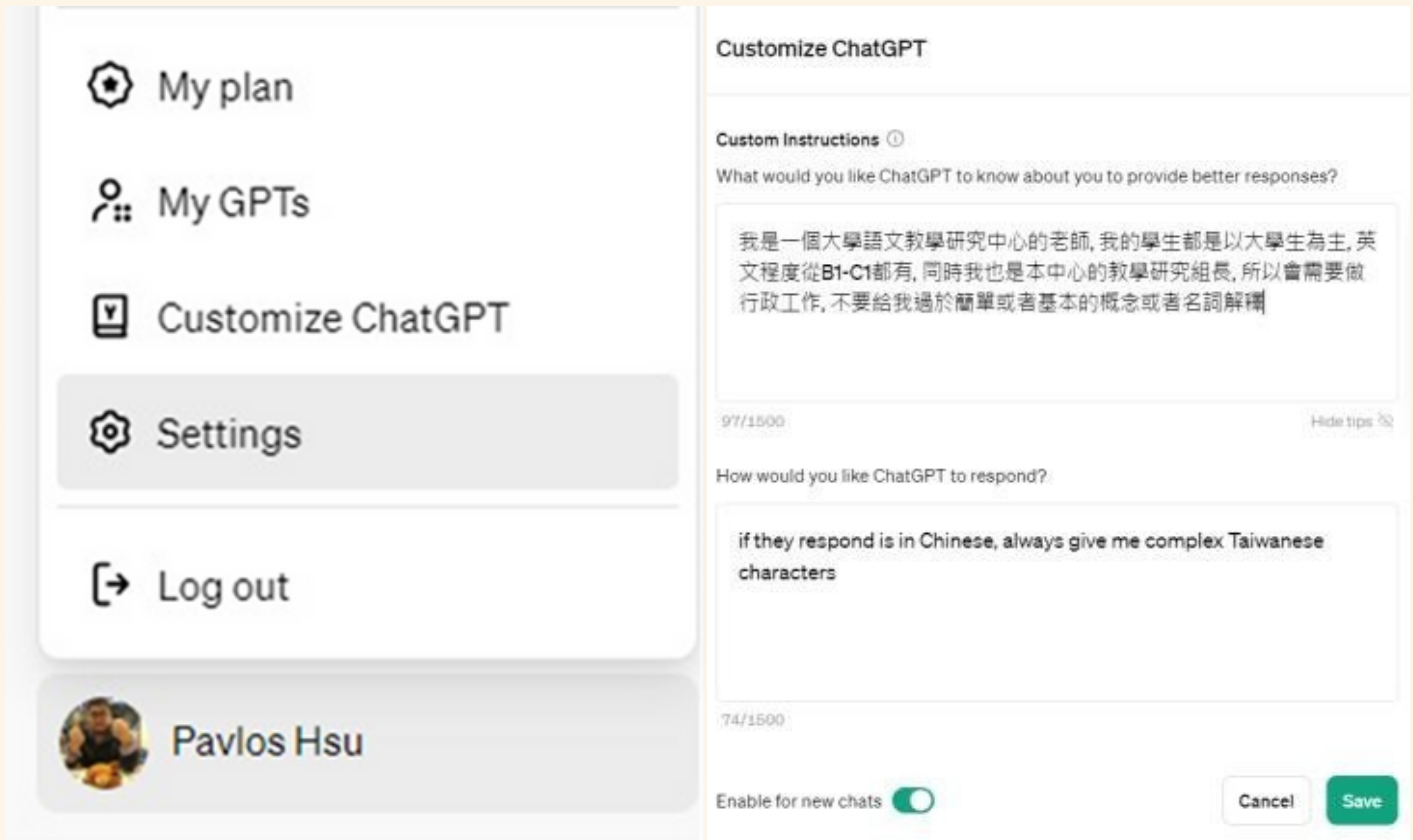 My plan
My GPTs
Customize ChatGPT
Settings
Log out
Pavlos Hsu
Customize ChatGPT
Custom Instructions
What would you like ChatGPT to know about you to provide better responses?
我是一個大學語文教學研究中心的老師, 我的學生都是以大學生為主, 英
文程度從B1-C1都有, 同時我也是本中心的教學研究組長, 所以會需要做
行政工作, 不要給我過於簡單或者基本的概念或者名詞解釋
97/1500
Hide tips
How would you like ChatGPT to respond?
if they respond is in Chinese, always give me complex Taiwanese
characters
74/1500
Enable for new chats
Cancel
Save